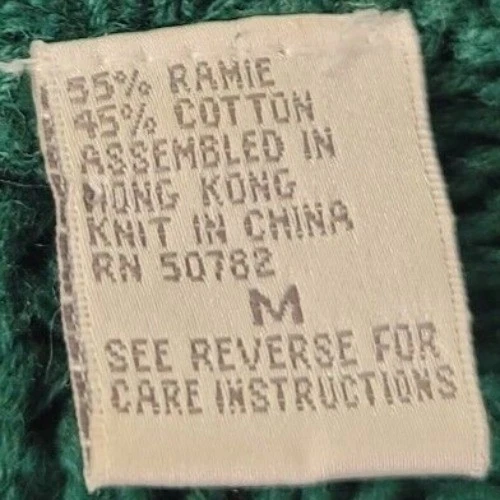 55% RAMIE
45% COTTON
ASSEMBLED IN
HONG KONG
KNIT IN CHINA
RN 50782
M
SEE REVERSE FOR
CARE INSTRUCTIONS